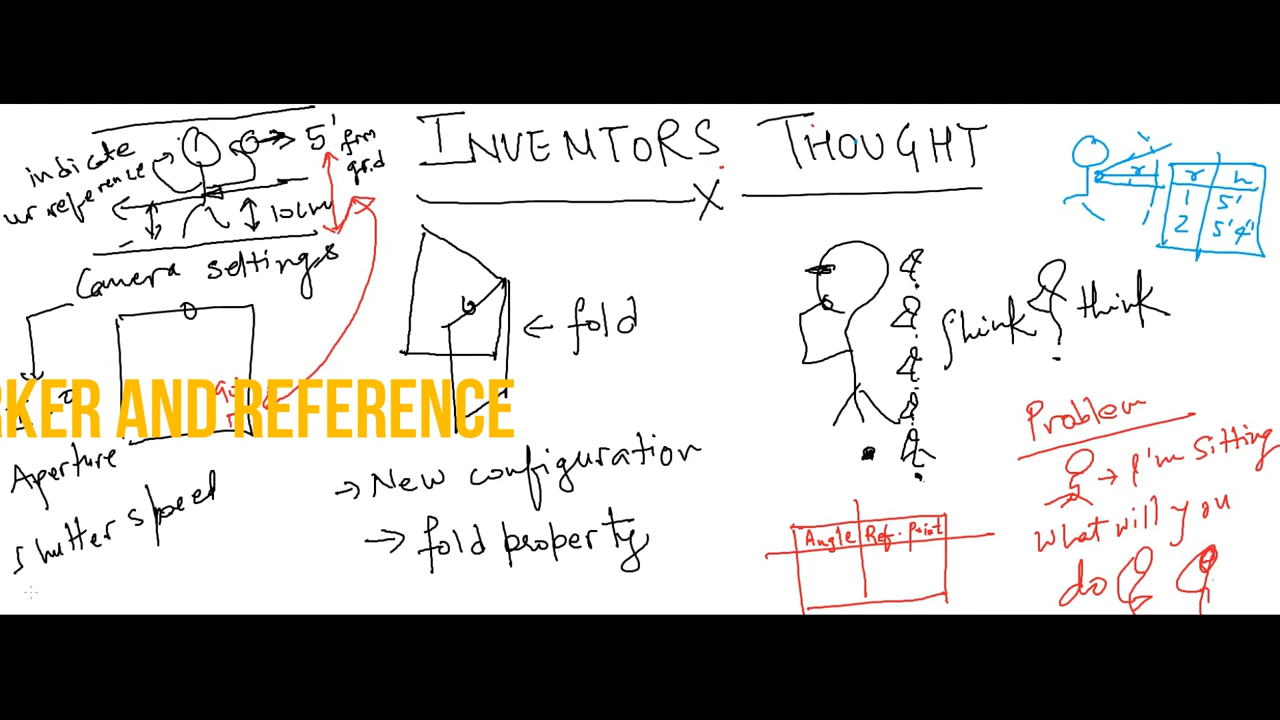 INVENTORS THOUGHT
indicate
ur reference
5'
frm
grd
10cm
Camera settings
Aperture
shutter speed
RKER AND REFERENCE
← fold
→ New configuration
→ fold property
think ? think
r h
1 5'
2 5'4"
Angle Ref. Point
Problem
→ I'm sitting
what will you
do ? ?